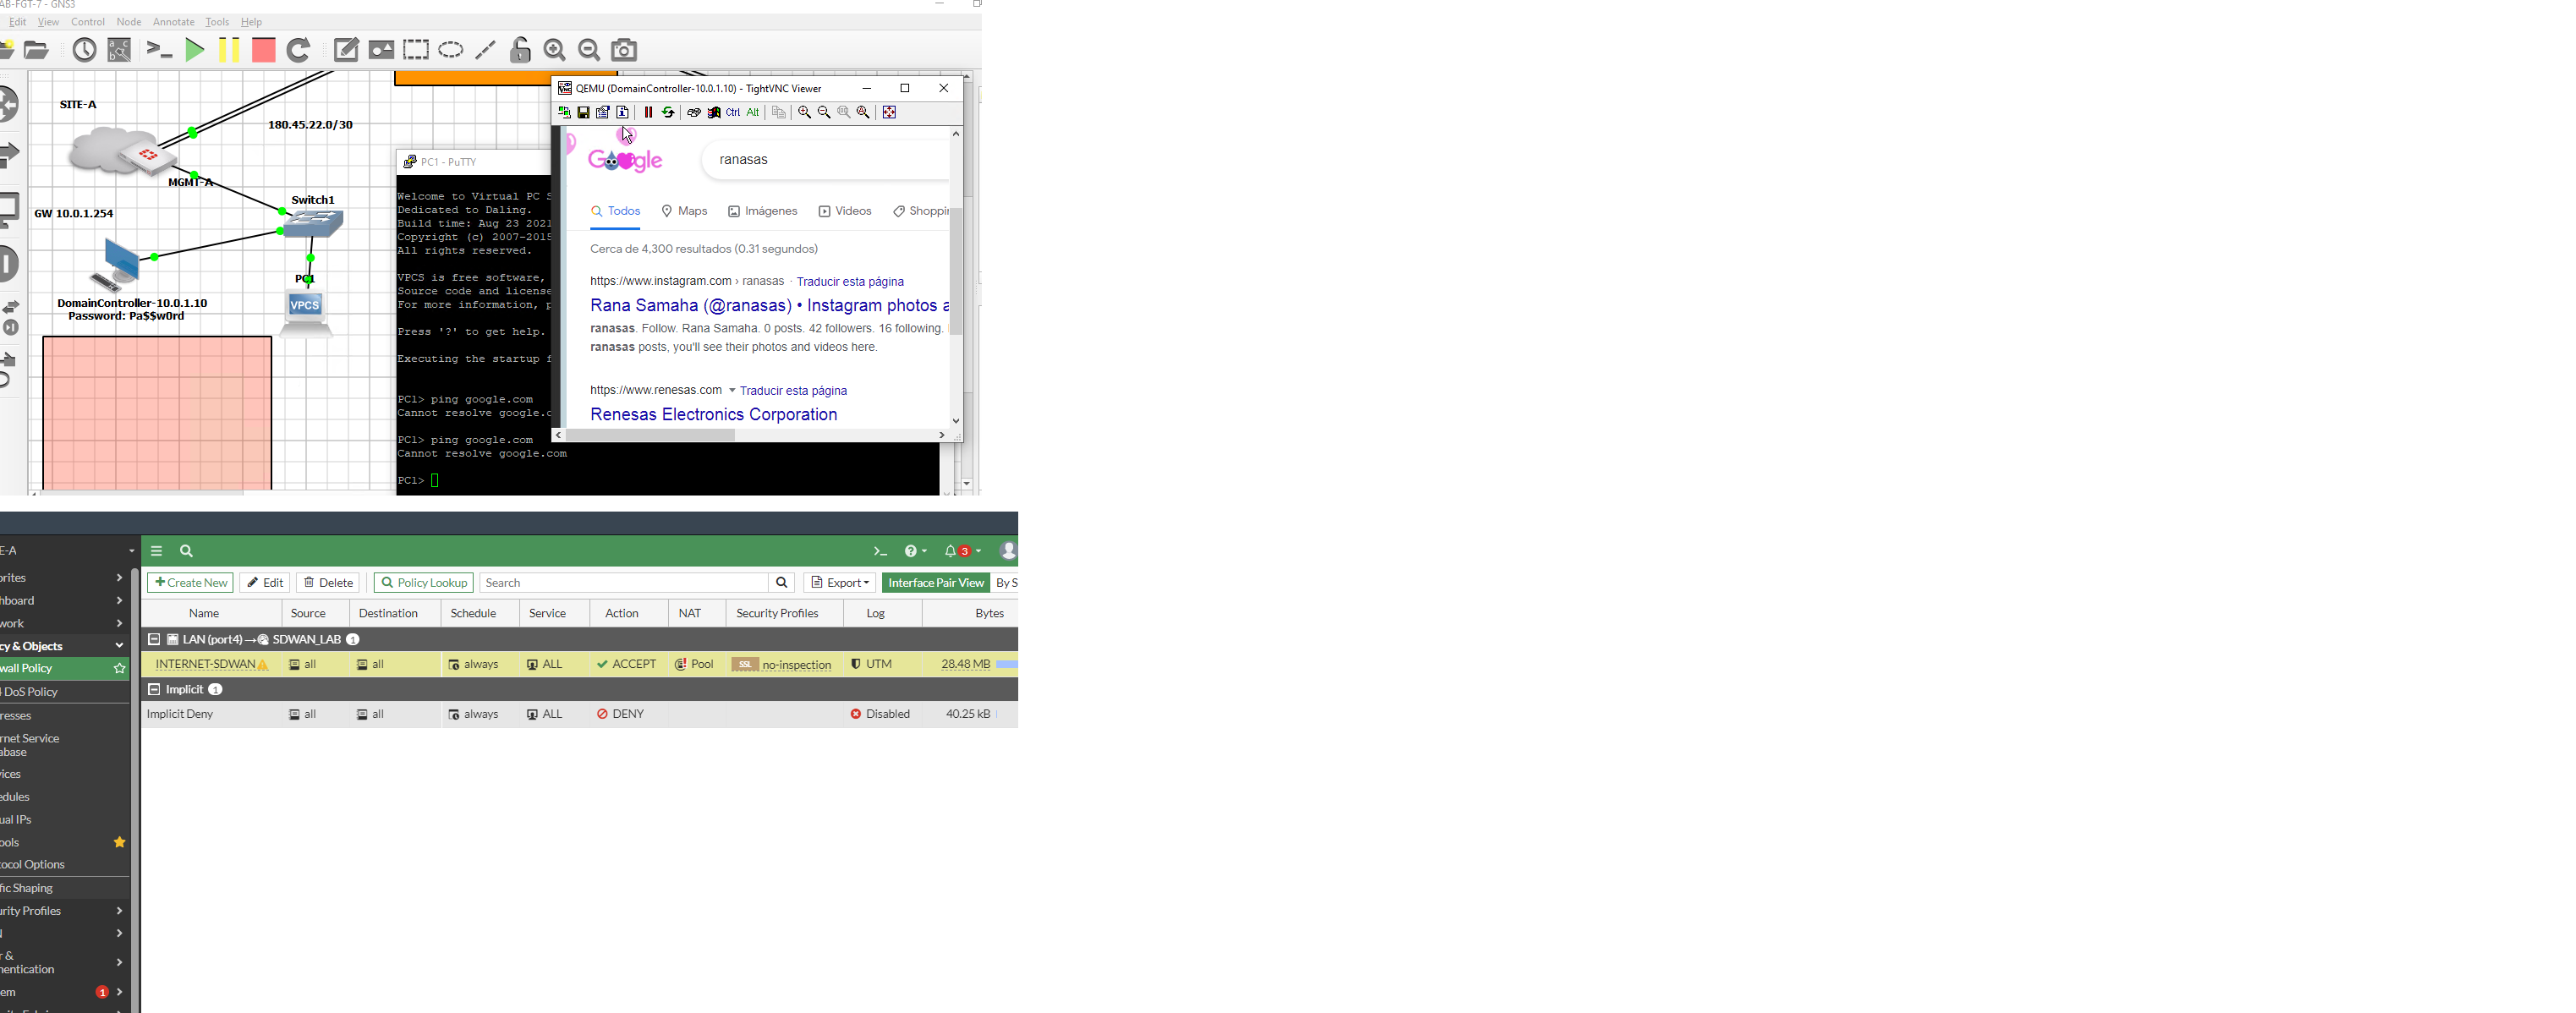 AB-FGT-7 - GNS3
Edit View Control Node Annotate Tools Help
SITE-A
180.45.22.0/30
MGMT-A
GW 10.0.1.254
Switch1
PC1
VPCS
DomainController-10.0.1.10
Password: Pa$$w0rd
PC1 - PuTTY
Welcome to Virtual PC S
Dedicated to Daling.
Build time: Aug 23 2021
Copyright (c) 2007-2015
All rights reserved.
VPCS is free software,
Source code and license
For more information, p
Press '?' to get help.
Executing the startup f
PC1> ping google.com
Cannot resolve google.c
PC1> ping google.com
Cannot resolve google.com
PC1>
QEMU (DomainController-10.0.1.10) - TightVNC Viewer
Ctrl Alt
Google
ranasas
Todos Maps Imágenes Videos Shoppin
Cerca de 4,300 resultados (0.31 segundos)
https://www.instagram.com › ranasas · Traducir esta página
Rana Samaha (@ranasas) • Instagram photos a
ranasas. Follow. Rana Samaha. 0 posts. 42 followers. 16 following.
ranasas posts, you'll see their photos and videos here.
https://www.renesas.com Traducir esta página
Renesas Electronics Corporation
E-A
3
orites
hboard
work
cy & Objects
wall Policy
4 DoS Policy
resses
rnet Service
abase
vices
edules
ual IPs
ools
tocol Options
fic Shaping
urity Profiles
r &
hentication
em 1
Create New Edit Delete Policy Lookup Search Export Interface Pair View By S
Name Source Destination Schedule Service Action NAT Security Profiles Log Bytes
LAN (port4) → SDWAN_LAB 1
INTERNET-SDWAN all all always ALL ACCEPT Pool SSL no-inspection UTM 28.48 MB
Implicit 1
Implicit Deny all all always ALL DENY Disabled 40.25 kB